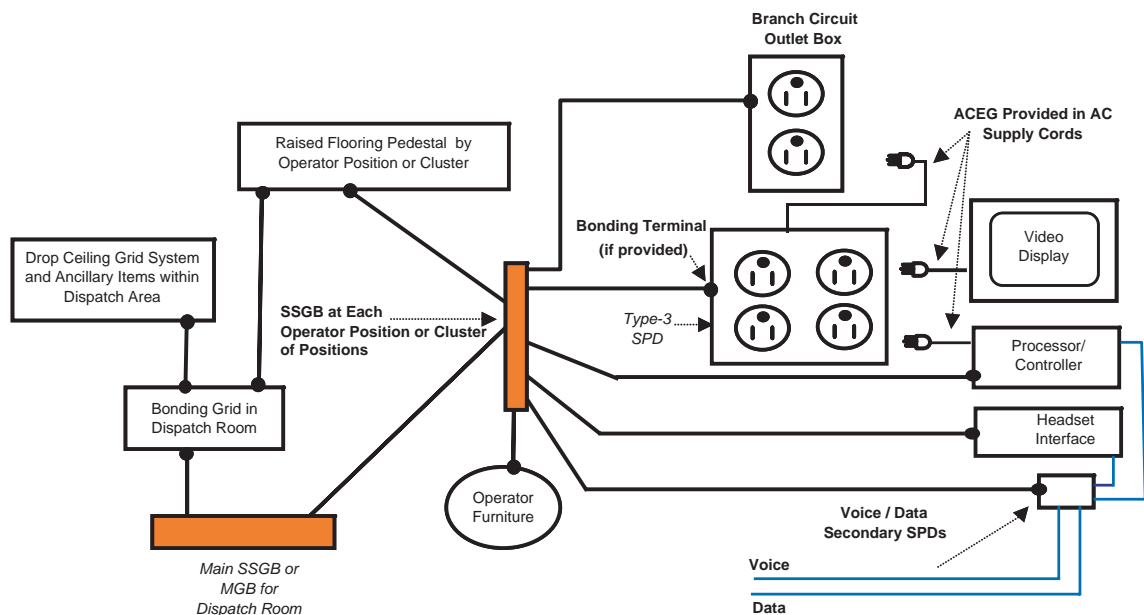 Branch Circuit
Outlet Box
ACEG Provided in AC
Supply Cords
Raised Flooring Pedestal by
Operator Position or Cluster
Bonding Terminal
(if provided)
Video
Display
Drop Ceiling Grid System
and Ancillary Items within
Dispatch Area
SSGB at Each
Operator Position or Cluster
of Positions
Type-3
SPD
Processor/
Controller
Bonding Grid in
Dispatch Room
Headset
Interface
Operator
Furniture
Voice / Data
Secondary SPDs
Main SSGB or
MGB for
Dispatch Room
Voice
Data